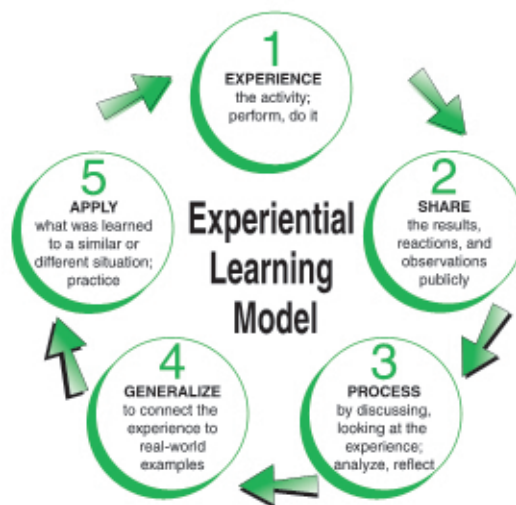 1
EXPERIENCE
the activity;
perform, do it
2
SHARE
the results,
reactions, and
observations
publicly
3
PROCESS
by discussing,
looking at the
experience;
analyze, reflect
4
GENERALIZE
to connect the
experience to
real-world
examples
5
APPLY
what was learned
to a similar or
different situation;
practice
Experiential
Learning
Model